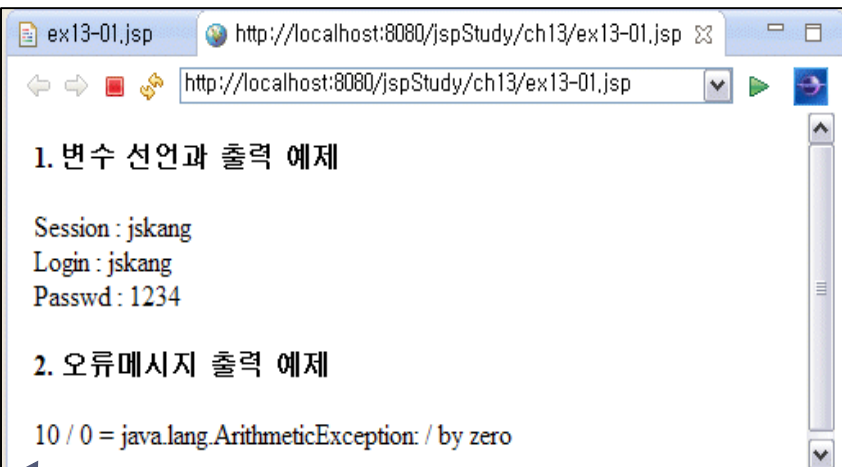 ex13-01.jsp
http://localhost:8080/jspStudy/ch13/ex13-01.jsp
http://localhost:8080/jspStudy/ch13/ex13-01.jsp
1. 변수 선언과 출력 예제
Session : jskang
Login : jskang
Passwd : 1234
2. 오류메시지 출력 예제
10 / 0 = java.lang.ArithmeticException: / by zero